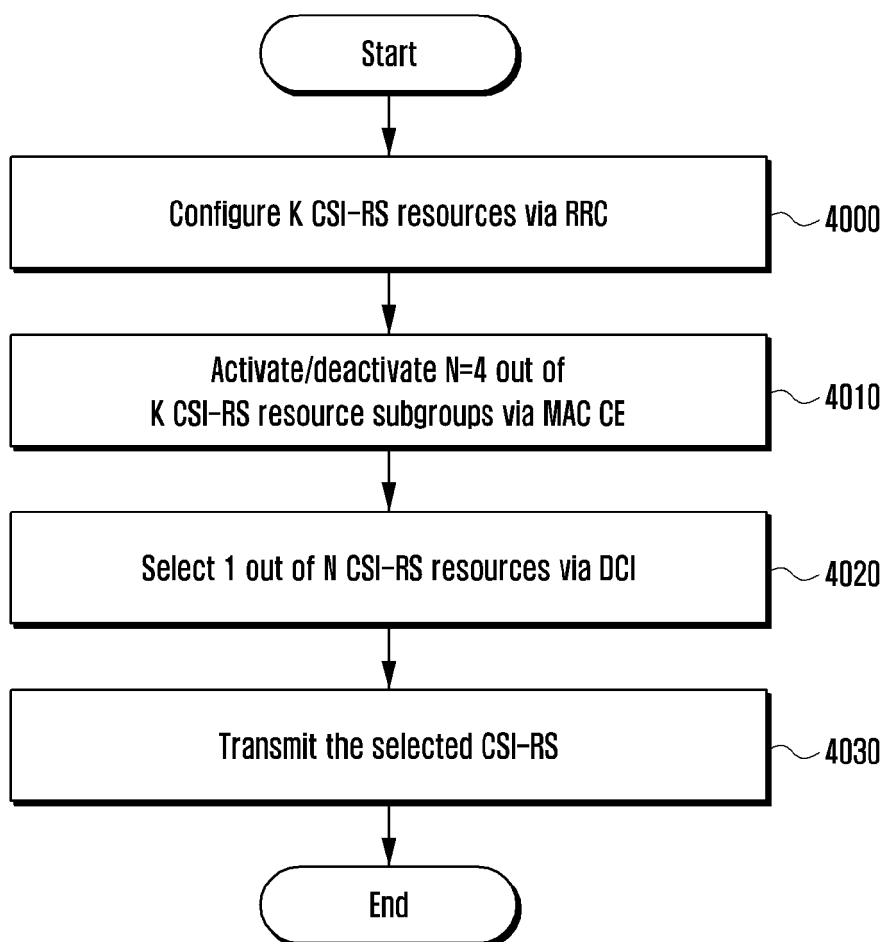 Start
Configure K CSI-RS resources via RRC
4000
Activate/deactivate N=4 out of
K CSI-RS resource subgroups via MAC CE
4010
Select 1 out of N CSI-RS resources via DCI
4020
Transmit the selected CSI-RS
4030
End